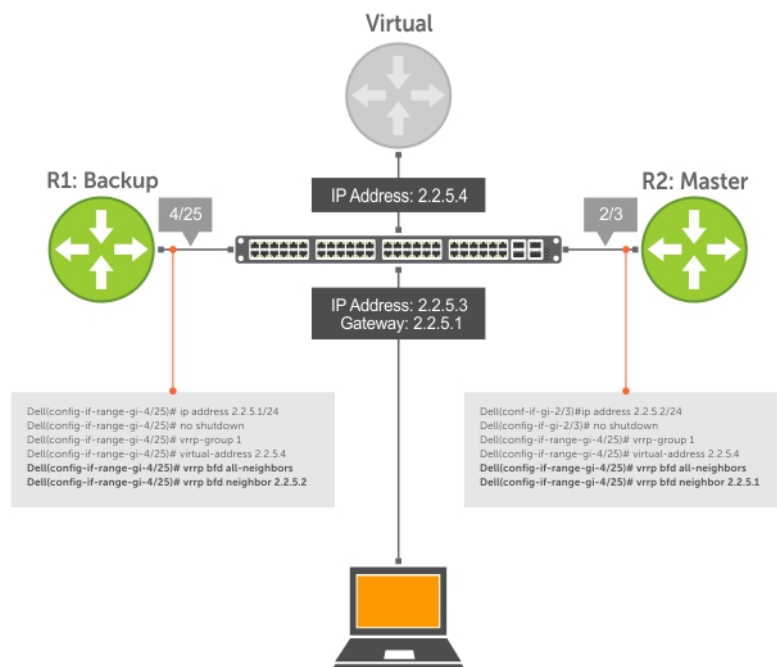 Virtual
R1: Backup
R2: Master
4/25
IP Address: 2.2.5.4
2/3
IP Address: 2.2.5.3
Gateway: 2.2.5.1
Dell(config-if-range-gi-4/25)# ip address 2.2.5.1/24
Dell(config-if-range-gi-4/25)# no shutdown
Dell(config-if-range-gi-4/25)# vrrp-group 1
Dell(config-if-range-gi-4/25)# virtual-address 2.2.5.4
Dell(config-if-range-gi-4/25)# vrrp bfd all-neighbors
Dell(config-if-range-gi-4/25)# vrrp bfd neighbor 2.2.5.2
Dell(conf-if-gi-2/3)#ip address 2.2.5.2/24
Dell(config-if-gi-2/3)# no shutdown
Dell(config-if-range-gi-4/25)# vrrp-group 1
Dell(config-if-range-gi-4/25)# virtual-address 2.2.5.4
Dell(config-if-range-gi-4/25)# vrrp bfd all-neighbors
Dell(config-if-range-gi-4/25)# vrrp bfd neighbor 2.2.5.1